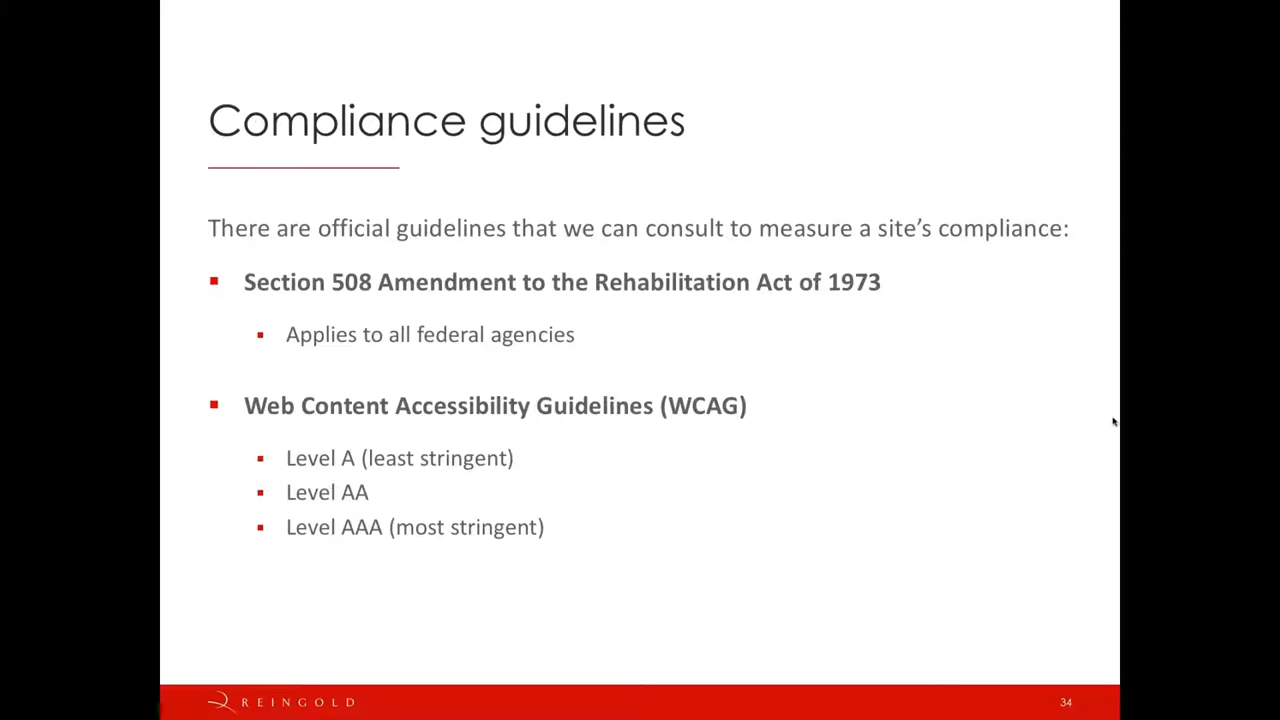 Compliance guidelines
There are official guidelines that we can consult to measure a site’s compliance:
Section 508 Amendment to the Rehabilitation Act of 1973
Applies to all federal agencies
Web Content Accessibility Guidelines (WCAG)
Level A (least stringent)
Level AA
Level AAA (most stringent)
REINGOLD
34